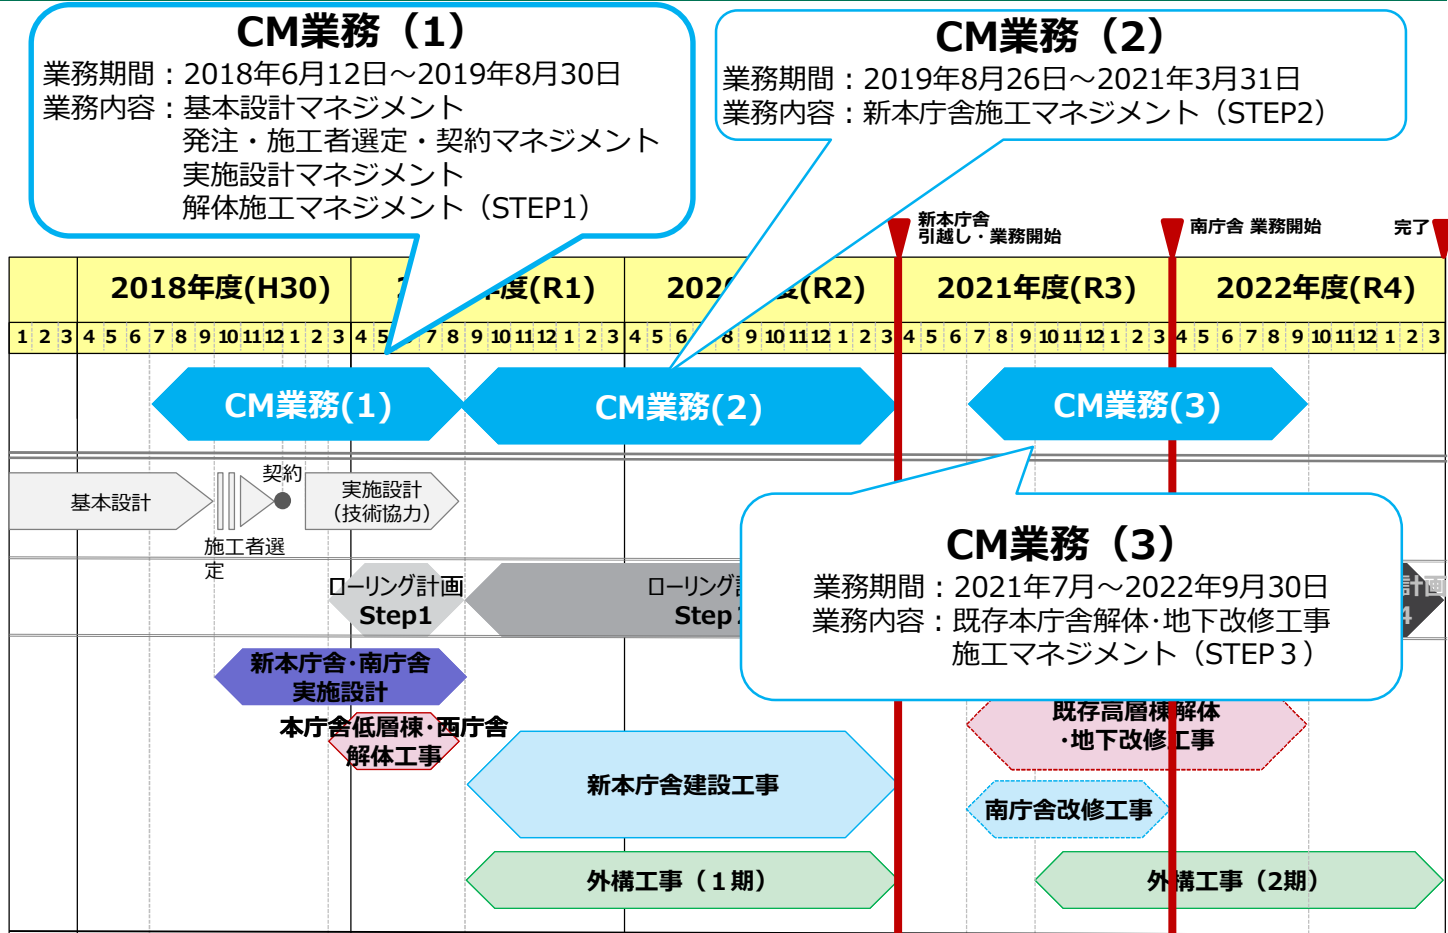 CM業務（1）
業務期間：2018年6月12日～2019年8月30日
業務内容：基本設計マネジメント
発注・施工者選定・契約マネジメント
実施設計マネジメント
解体施工マネジメント（STEP1）
CM業務（2）
業務期間：2019年8月26日～2021年3月31日
業務内容：新本庁舎施工マネジメント（STEP2）
新本庁舎
引越し・業務開始
南庁舎 業務開始
完了
2018年度(H30)
2 年度(R1)
202 度(R2)
2021年度(R3)
2022年度(R4)
1 2 3 4 5 6 7 8 9 10 11 12 1 2 3 4 5 7 8 9 10 11 12 1 2 3 4 5 6 8 9 10 11 12 1 2 3 4 5 6 7 8 9 10 11 12 1 2 3 4 5 6 7 8 9 10 11 12 1 2 3
CM業務(1)
CM業務(2)
CM業務(3)
基本設計
契約
施工者選
定
実施設計
（技術協力）
ローリング計画
Step1
ローリング
Step
計画
4
CM業務（3）
業務期間：2021年7月～2022年9月30日
業務内容：既存本庁舎解体･地下改修工事
施工マネジメント（STEP３）
新本庁舎･南庁舎
実施設計
本庁舎低層棟･西庁舎
解体工事
新本庁舎建設工事
既存高層棟解体
･地下改修工事
南庁舎改修工事
外構工事（１期）
外構工事（2期）